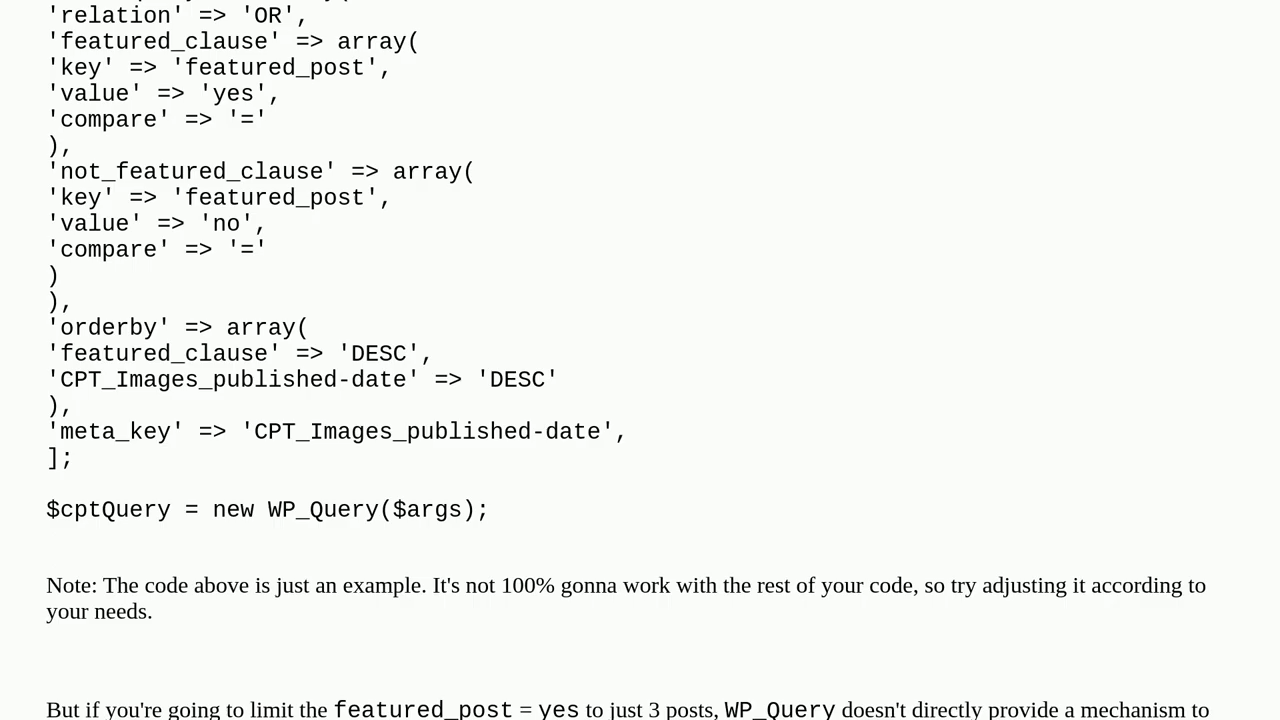 'relation' => 'OR',
'featured_clause' => array(
'key' => 'featured_post',
'value' => 'yes',
'compare' => '='
),
'not_featured_clause' => array(
'key' => 'featured_post',
'value' => 'no',
'compare' => '='
)
),
'orderby' => array(
'featured_clause' => 'DESC',
'CPT_Images_published-date' => 'DESC'
),
'meta_key' => 'CPT_Images_published-date',
];
$cptQuery = new WP_Query($args);
Note: The code above is just an example. It's not 100% gonna work with the rest of your code, so try adjusting it according to
your needs.
But if you're going to limit the featured_post = yes to just 3 posts, WP_Query doesn't directly provide a mechanism to